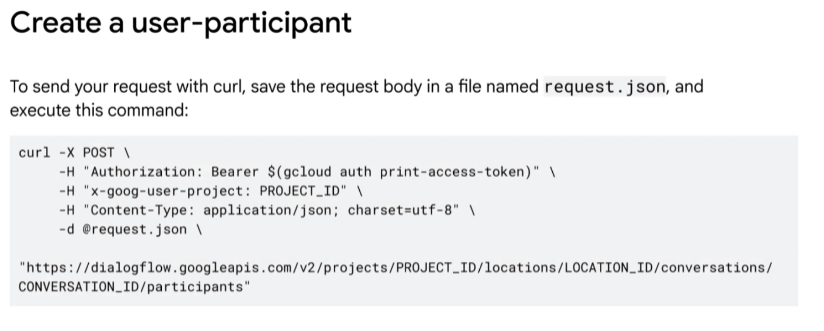 Create a user-participant
To send your request with curl, save the request body in a file named request.json, and
execute this command:
curl -X POST \
-H "Authorization: Bearer $(gcloud auth print-access-token)" \
-H "x-goog-user-project: PROJECT_ID" \
-H "Content-Type: application/json; charset=utf-8" \
-d @request.json \
"https://dialogflow.googleapis.com/v2/projects/PROJECT_ID/locations/LOCATION_ID/conversations/
CONVERSATION_ID/participants"